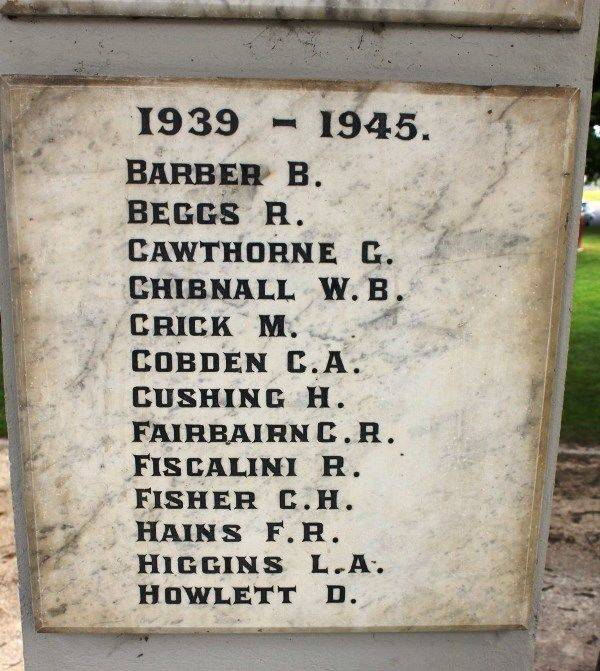 1939 - 1945.
BARBER B.
BEGGS R.
CAWTHORNE G.
CHIBNALL W.B.
CRICK M.
COBDEN C.A.
CUSHING H.
FAIRBAIRN C.R.
FISCALINI R.
FISHER C.H.
HAINS F.R.
HIGGINS L.A.
HOWLETT D.